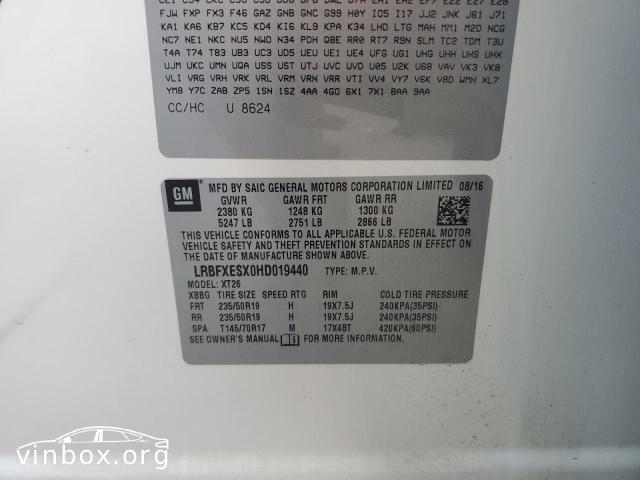 FJW FXP FX3 F46 GAZ GNB GNC G99 H0Y IO5 I17 JJ2 JNK J61 J71
KA1 KA6 KB7 KC5 KD4 KI6 KL9 KPA K34 LHD LTG MAH MM1 M2D NCG
NC7 NE1 NKC NU5 NWO N34 PDH Q8E RR0 RT7 R9N SLM TC2 TDM T3U
T4A T74 T83 UB3 UC3 UD5 UEU UE1 UE4 UFG UG1 UHG UHS UHX
UJM UKC UMN UQA USS UST UTJ UVC UVD U05 U2K U68 VAV VK3 VK8
VLI VRG VRH VRK VRL VRM VRN VRR VTI VV4 VY7 V6K V8D WMH XL7
YM8 Y7C ZAB ZP5 1SN 1SZ 4AA 4GO 6X1 7X1 8AA 9AA
CC/HC U 8624
GM
MFD BY SAIC GENERAL MOTORS CORPORATION LIMITED 08/16
GVWR GAWR FRT GAWR RR
2380 KG 1248 KG 1300 KG
5247 LB 2751 LB 2866 LB
THIS VEHICLE CONFORMS TO ALL APPLICABLE U.S. FEDERAL MOTOR
VEHICLE SAFETY AND THEFT PREVENTION STANDARDS IN EFFECT ON
THE DATE OF MANUFACTURE SHOWN ABOVE.
LRBFXESX0HD019440 TYPE: M.P.V.
MODEL: XT26
XBBG TIRE SIZE SPEED RTG RIM COLD TIRE PRESSURE
FRT 235/50R19 H 19X7.5J 240KPA(35PSI)
RR 235/50R19 H 19X7.5J 240KPA(35PSI)
SPA T145/70R17 M 17X4BT 420KPA(60PSI)
SEE OWNER'S MANUAL FOR MORE INFORMATION.
vinbox.org